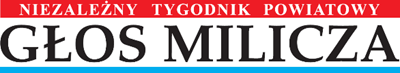 NIEZALEŻNY TYGODNIK POWIATOWY
GŁOS MILICZA